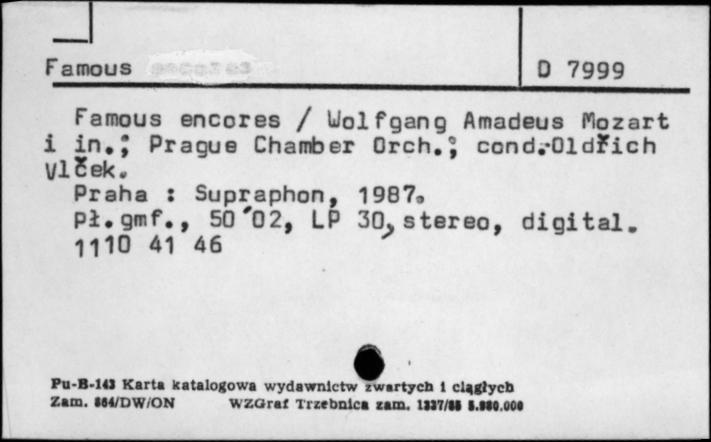 Famous
D 7999
Famous encores / Wolfgang Amadeus Mozart
i in.; Prague Chamber Orch.; cond. Oldřich
Vlček.
Praha : Supraphon, 1987.
Pł.gmf., 50´02, LP 30, stereo, digital.
1110 41 46
Pu-B-143 Karta katalogowa wydawnictw zwartych i ciągłych
Zam. 864/DW/ON WZGraf Trzebnica zam.